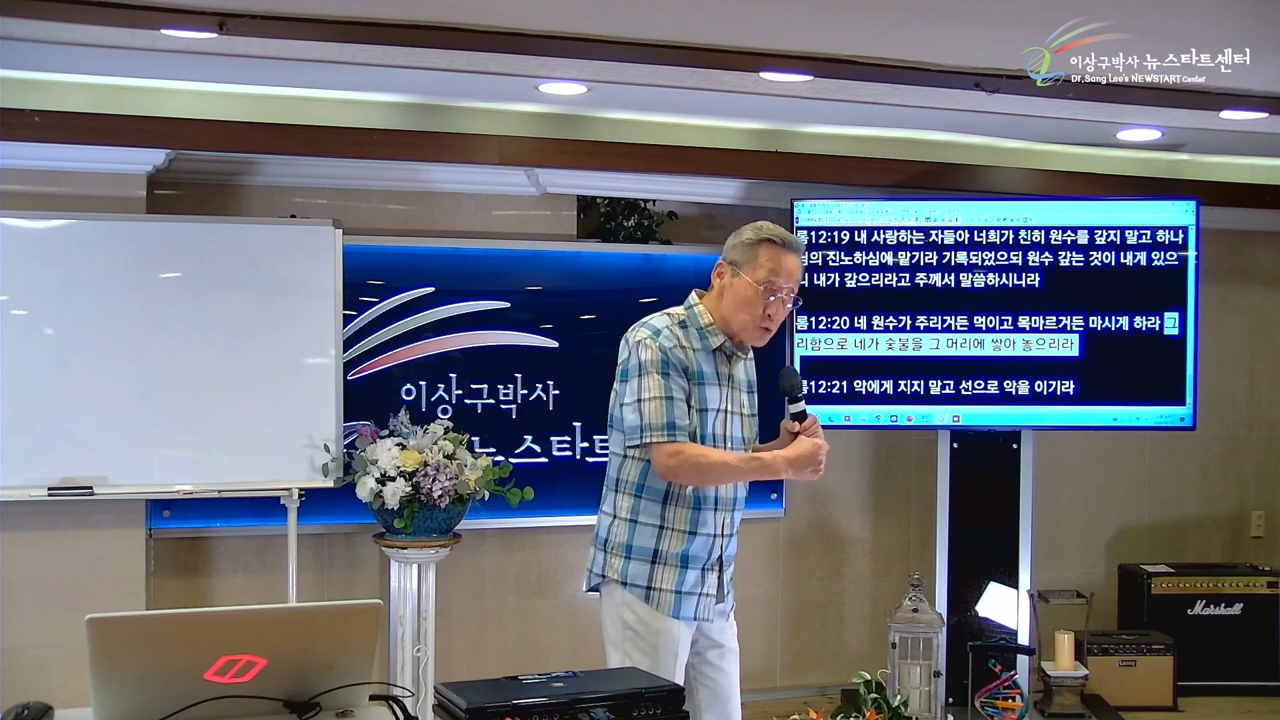 이상구박사 뉴스타트센터
Dr. Sang Lee's NEWSTART Center
롬12:19 내 사랑하는 자들아 너희가 친히 원수를 갚지 말고 하나
님의 진노하심에 맡기라 기록되었으되 원수 갚는 것이 내게 있으
니 내가 갚으리라고 주께서 말씀하시니라
롬12:20 네 원수가 주리거든 먹이고 목마르거든 마시게 하라 그
리함으로 네가 숯불을 그 머리에 쌓아 놓으리라
롬12:21 악에게 지지 말고 선으로 악을 이기라
이상구박사
뉴스타트
Marshall
Laney